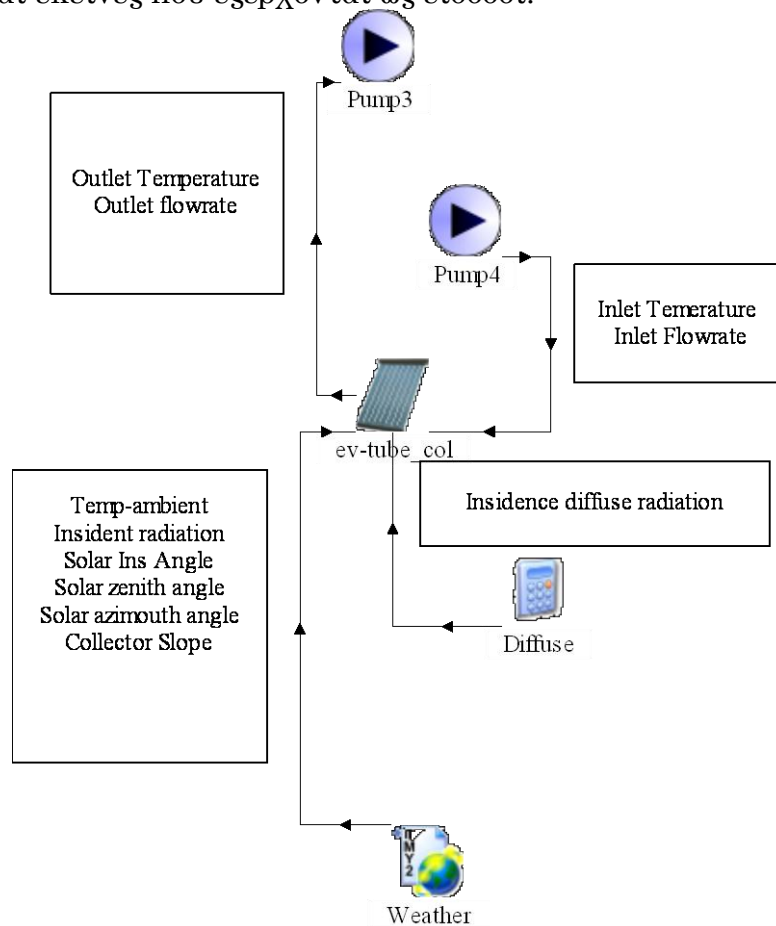 Pump3
Outlet Temperature
Outlet flowrate
Pump4
Inlet Temerature
Inlet Flowrate
ev-tube_col
Insidence diffuse radiation
Temp-ambient
Insident radiation
Solar Ins Angle
Solar zenith angle
Solar azimouth angle
Collector Slope
Diffuse
TMY2
Weather